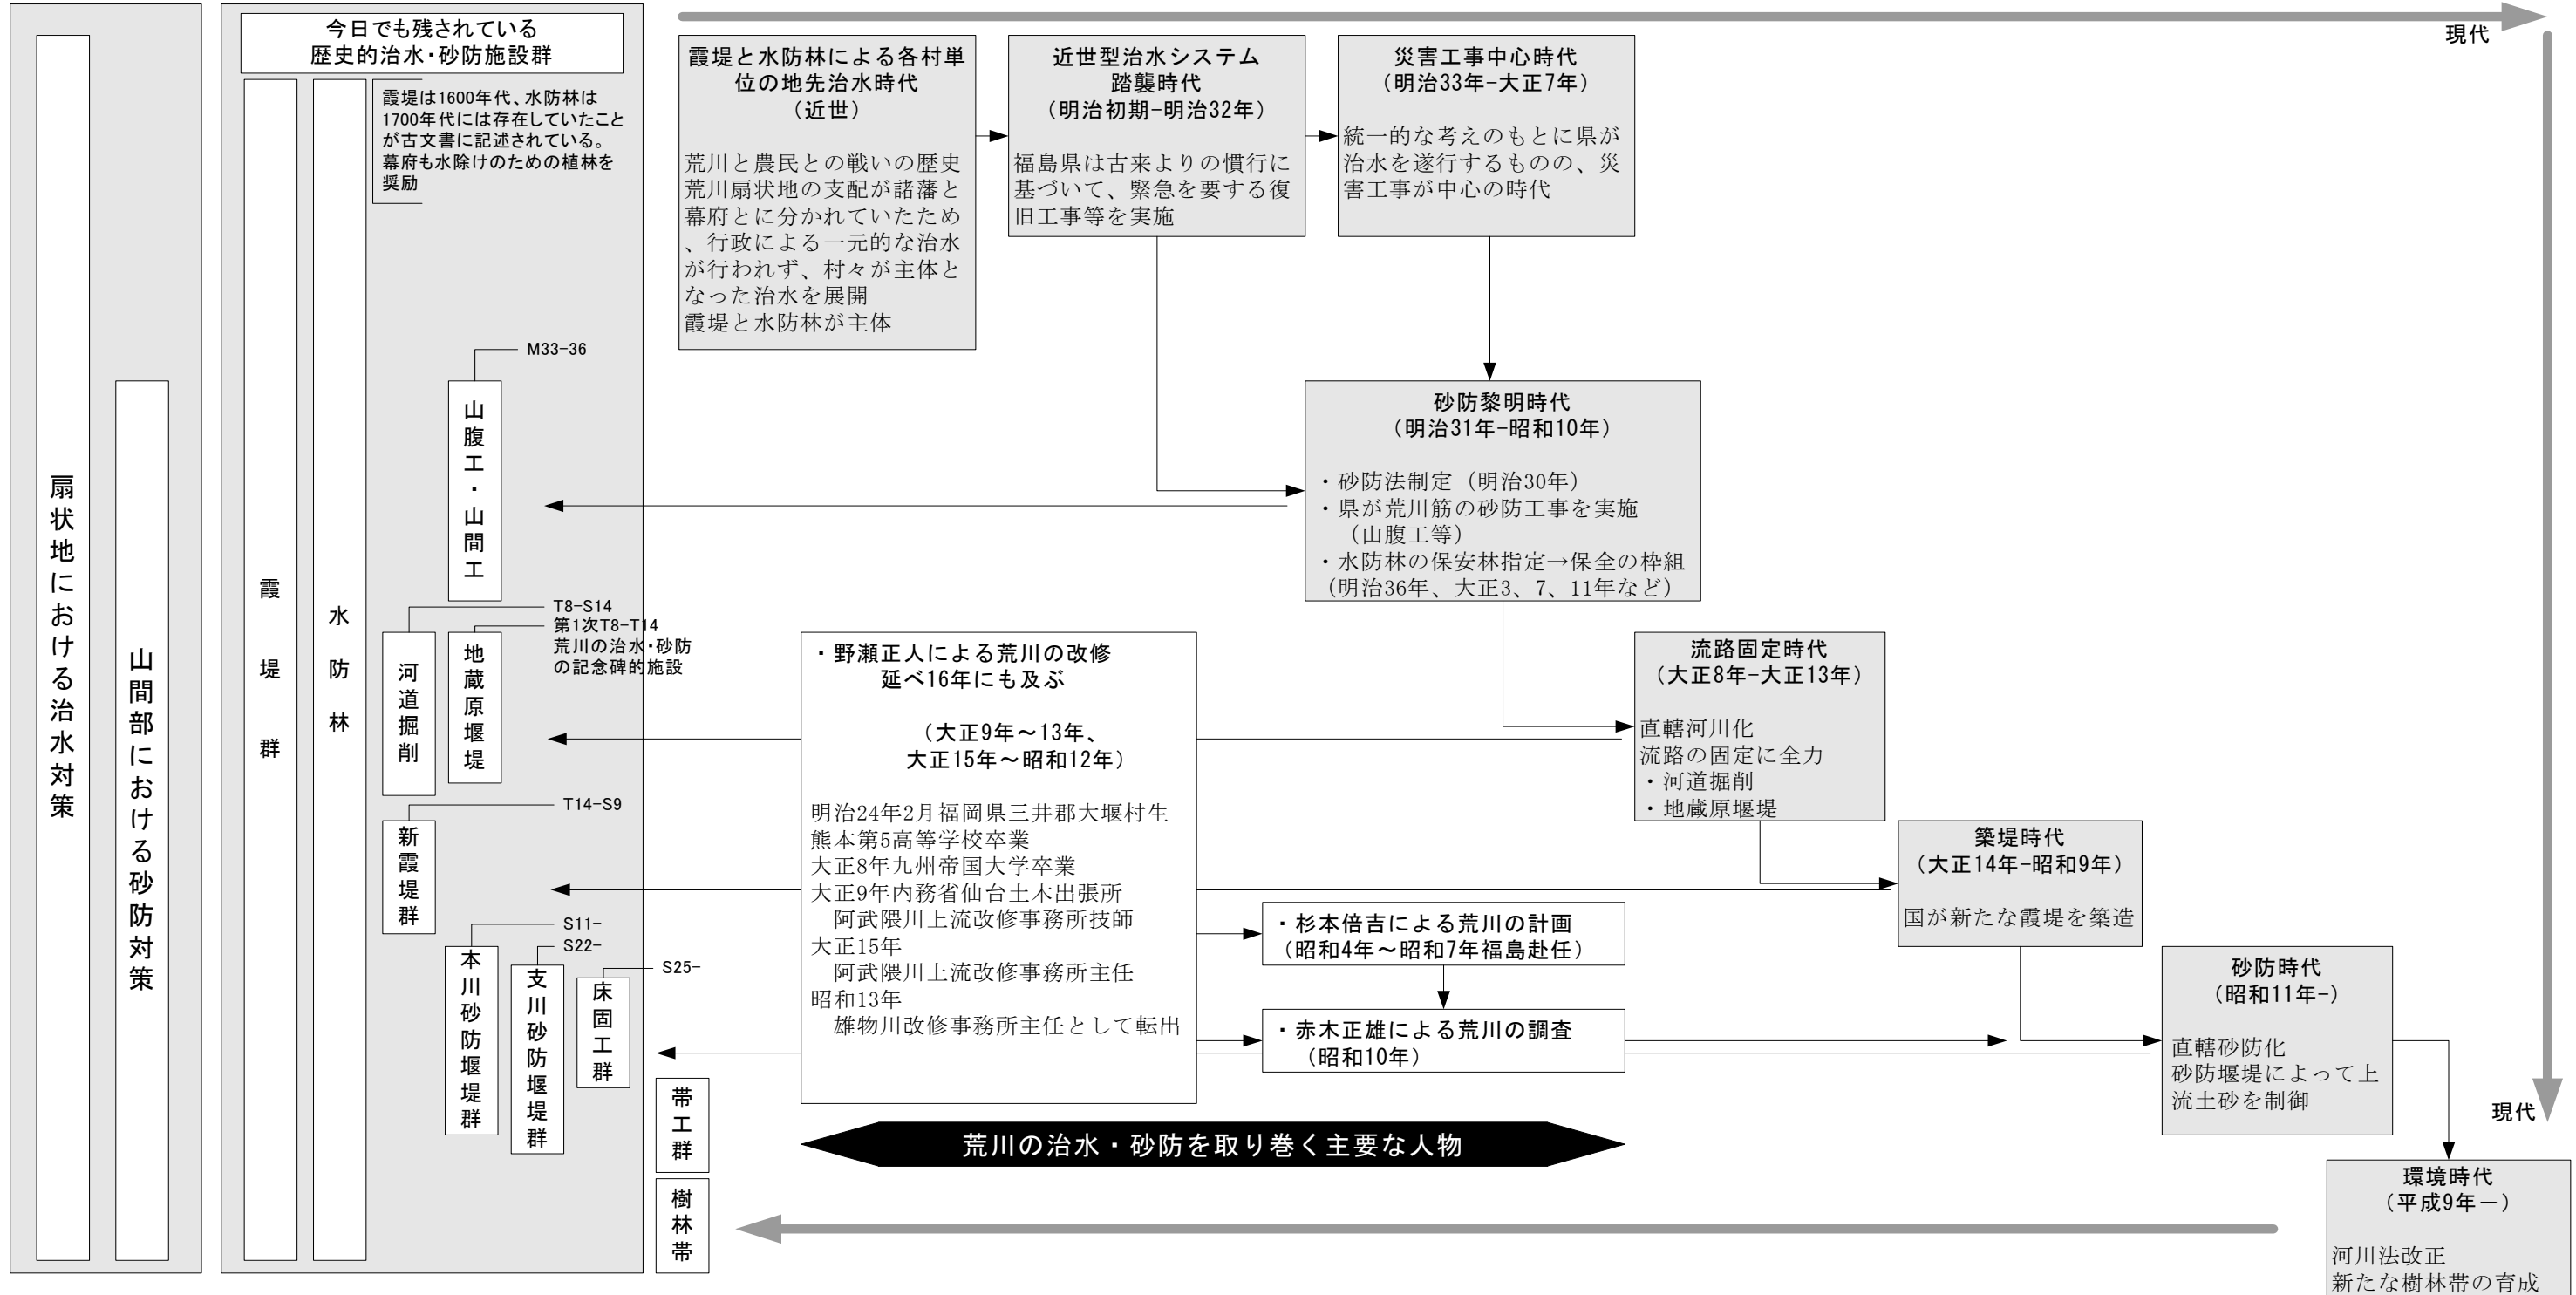 扇状地における治水対策
山間部における砂防対策
今日でも残されている
歴史的治水・砂防施設群
霞堤群
水防林
霞堤は1600年代、水防林は
1700年代には存在していたこと
が古文書に記述されている。
幕府も水除けのための植林を
奨励
M33-36
山腹工・山間工
T8-S14
第1次T8-T14
荒川の治水・砂防
の記念碑的施設
河道掘削
地蔵原堰堤
T14-S9
新霞堤群
S11-
S22-
S25-
本川砂防堰堤群
支川砂防堰堤群
床固工群
帯工群
樹林帯
現代
霞堤と水防林による各村単
位の地先治水時代
（近世）
荒川と農民との戦いの歴史
荒川扇状地の支配が諸藩と
幕府とに分かれていたため
、行政による一元的な治水
が行われず、村々が主体と
なった治水を展開
霞堤と水防林が主体
近世型治水システム
踏襲時代
（明治初期-明治32年）
福島県は古来よりの慣行に
基づいて、緊急を要する復
旧工事等を実施
災害工事中心時代
（明治33年-大正7年）
統一的な考えのもとに県が
治水を遂行するものの、災
害工事が中心の時代
砂防黎明時代
（明治31年-昭和10年）
・砂防法制定（明治30年）
・県が荒川筋の砂防工事を実施
（山腹工等）
・水防林の保安林指定→保全の枠組
（明治36年、大正3、7、11年など）
流路固定時代
（大正8年-大正13年）
直轄河川化
流路の固定に全力
・河道掘削
・地蔵原堰堤
築堤時代
（大正14年-昭和9年）
国が新たな霞堤を築造
砂防時代
（昭和11年-）
直轄砂防化
砂防堰堤によって上
流土砂を制御
現代
環境時代
（平成9年ー）
河川法改正
新たな樹林帯の育成
・野瀬正人による荒川の改修
延べ16年にも及ぶ
（大正9年～13年、
大正15年～昭和12年）
明治24年2月福岡県三井郡大堰村生
熊本第5高等学校卒業
大正8年九州帝国大学卒業
大正9年内務省仙台土木出張所
阿武隈川上流改修事務所技師
大正15年
阿武隈川上流改修事務所主任
昭和13年
雄物川改修事務所主任として転出
・杉本倍吉による荒川の計画
（昭和4年～昭和7年福島赴任）
・赤木正雄による荒川の調査
（昭和10年）
荒川の治水・砂防を取り巻く主要な人物